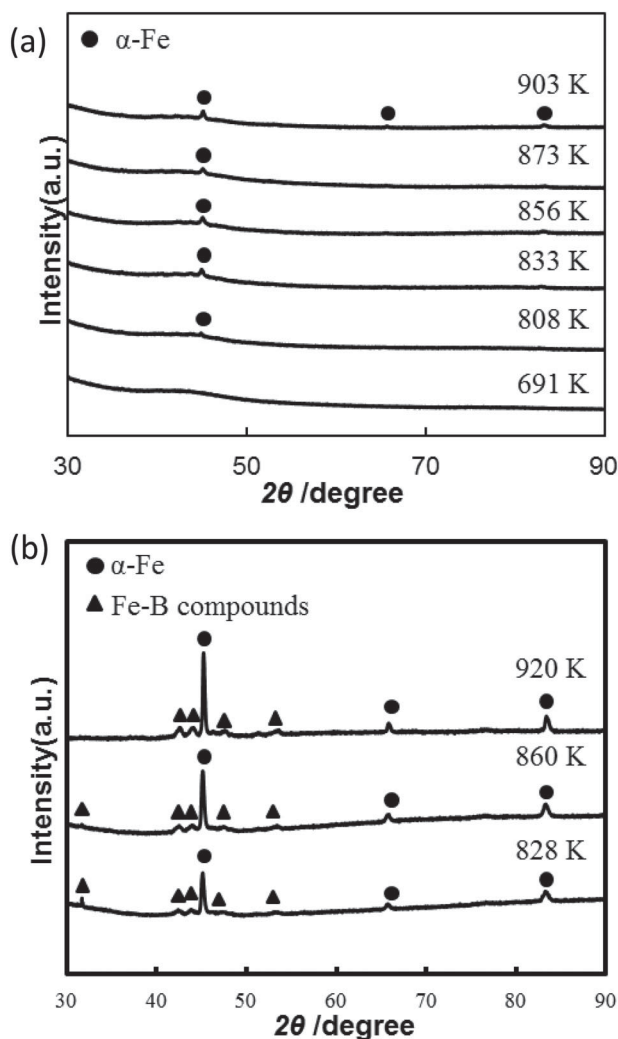 (a)
● α-Fe
903 K
873 K
856 K
833 K
808 K
691 K
Intensity(a.u.)
30 50 70 90
2θ /degree
(b)
● α-Fe
▲ Fe-B compounds
920 K
860 K
828 K
Intensity(a.u.)
30 40 50 60 70 80 90
2θ /degree